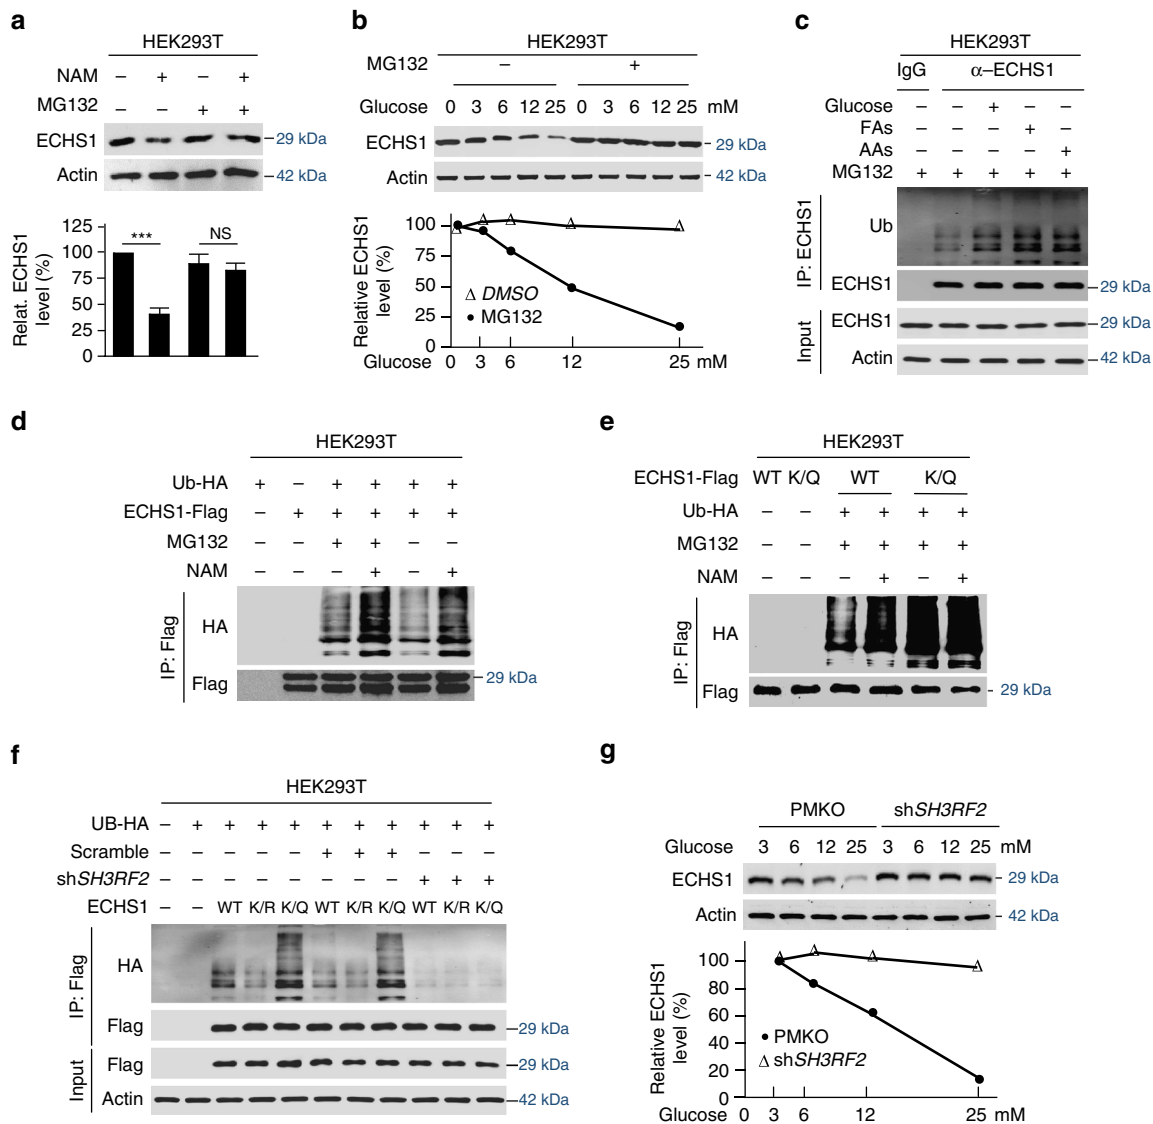 a
HEK293T
NAM – + – +
MG132 – – + +
ECHS1 29 kDa
Actin 42 kDa
Relat. ECHS1 level (%)
125
100
75
50
25
0
*** NS
b
HEK293T
MG132 – +
Glucose 0 3 6 12 25 0 3 6 12 25 mM
ECHS1 29 kDa
Actin 42 kDa
Relative ECHS1 level (%)
100
75
50
25
0
Δ DMSO
● MG132
0 3 6 12 25 mM
Glucose
c
HEK293T
IgG α–ECHS1
Glucose – – + – –
FAs – – – + –
AAs – – – – +
MG132 + + + + +
IP: ECHS1
Ub
ECHS1 29 kDa
Input
ECHS1 29 kDa
Actin 42 kDa
d
HEK293T
Ub-HA + – + + + +
ECHS1-Flag – + + + + +
MG132 – – + + – –
NAM – – – + – +
IP: Flag
HA
Flag 29 kDa
e
HEK293T
ECHS1-Flag WT K/Q WT K/Q
Ub-HA – – + + + +
MG132 – – + + + +
NAM – – – + – +
IP: Flag
HA
Flag 29 kDa
f
HEK293T
UB-HA – + + + + + + + + + +
Scramble – – – – – + + + – – –
shSH3RF2 – – – – – – – – + + +
ECHS1 – – WT K/R K/Q WT K/R K/Q WT K/R K/Q
IP: Flag
HA
Flag 29 kDa
Input
Flag 29 kDa
Actin 42 kDa
g
PMKO shSH3RF2
Glucose 3 6 12 25 3 6 12 25 mM
ECHS1 29 kDa
Actin 42 kDa
Relative ECHS1 level (%)
100
80
60
40
20
0
● PMKO
Δ shSH3RF2
Glucose 0 3 6 12 25 mM